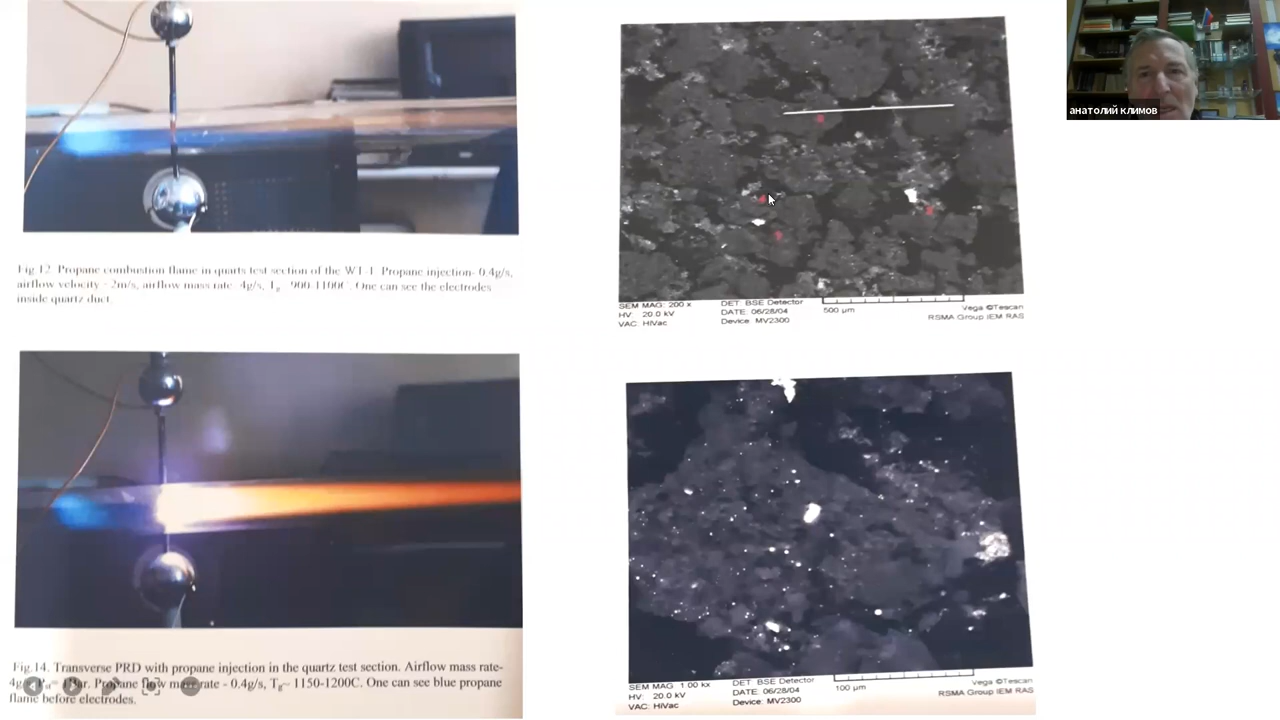 Fig 12. Propane combustion flame in quarts test section of the WT-1. Propane injection- 0.4g/s,
airflow velocity - 2m/s, airflow mass rate- 4g/s, Tg 900-1100C. One can see the electrodes
inside quartz duct.
Fig.14. Transverse PRD with propane injection in the quartz test section. Airflow mass rate-
Propane flow mass rate - 0.4g/s, Tg~ 1150-1200C. One can see blue propane
flame before electrodes.
SEM MAG: 200 x DET: BSE Detector
HV: 20.0 kV DATE: 06/28/04 500 µm Vega ©Tescan
VAC: HiVac Device: MV2300 RSMA Group IEM RAS
SEM MAG: 1.00 kx DET: BSE Detector
HV: 20.0 kV DATE: 06/28/04 100 µm Vega ©Tescan
VAC: HiVac Device: MV2300 RSMA Group IEM RAS
анатолий климов